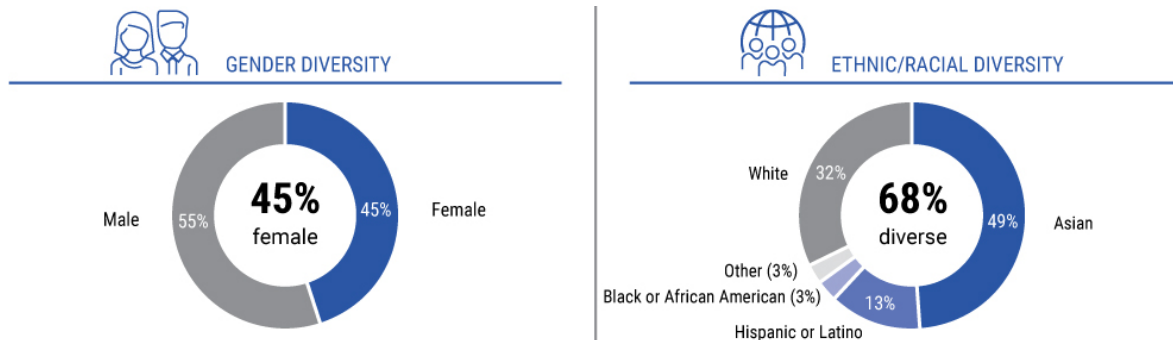 GENDER DIVERSITY
Male
55%
45%
female
45%
Female
ETHNIC/RACIAL DIVERSITY
White
32%
68%
diverse
49%
Asian
Other (3%)
Black or African American (3%)
13%
Hispanic or Latino